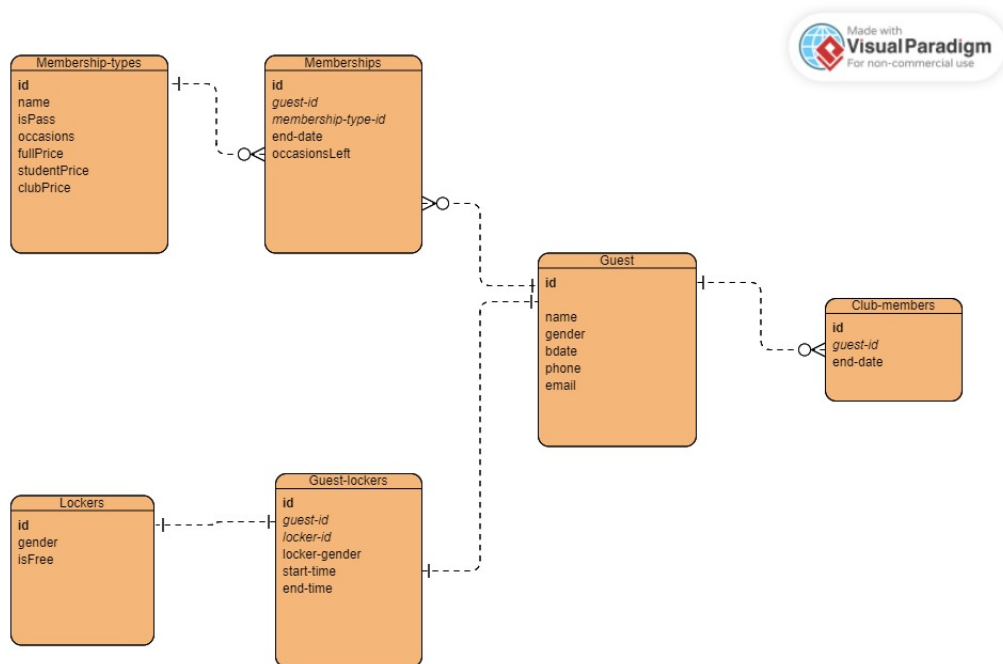 Made with
Visual Paradigm
For non-commercial use
Membership-types
id
name
isPass
occasions
fullPrice
studentPrice
clubPrice
Memberships
id
guest-id
membership-type-id
end-date
occasionsLeft
Guest
id
name
gender
bdate
phone
email
Club-members
id
guest-id
end-date
Lockers
id
gender
isFree
Guest-lockers
id
guest-id
locker-id
locker-gender
start-time
end-time